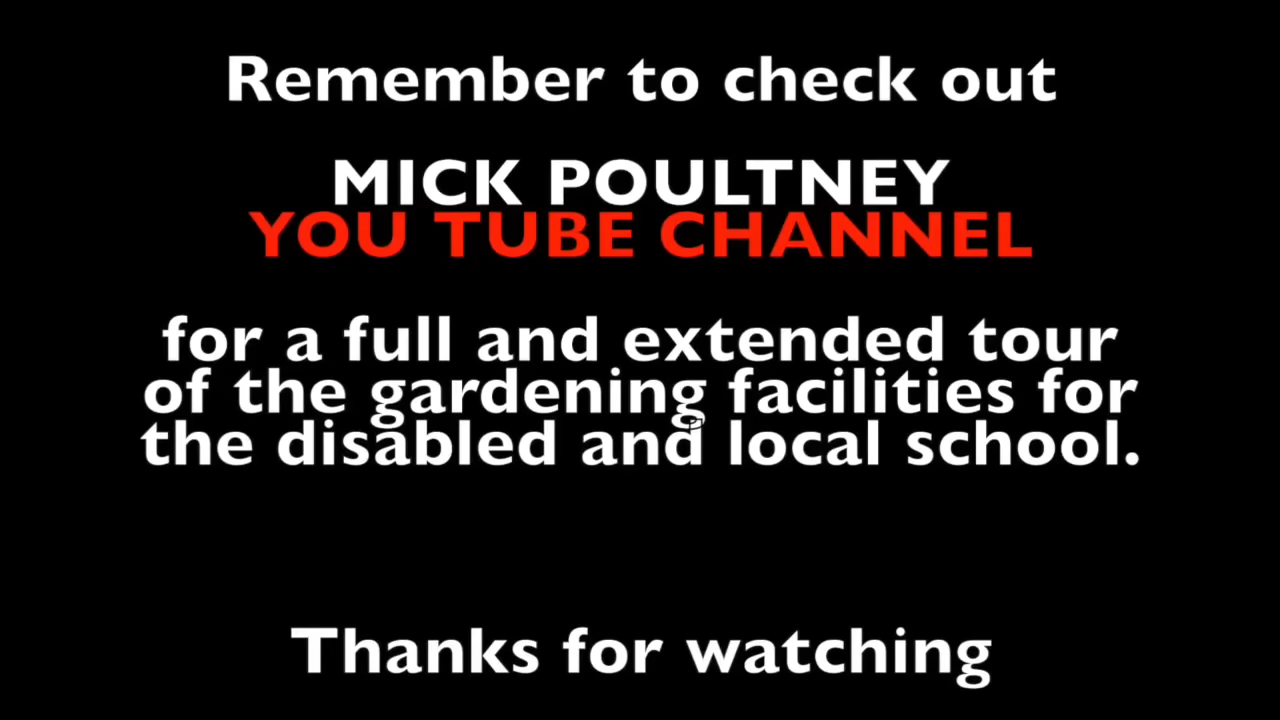 Remember to check out
MICK POULTNEY
YOU TUBE CHANNEL
for a full and extended tour
of the gardening facilities for
the disabled and local school.
Thanks for watching